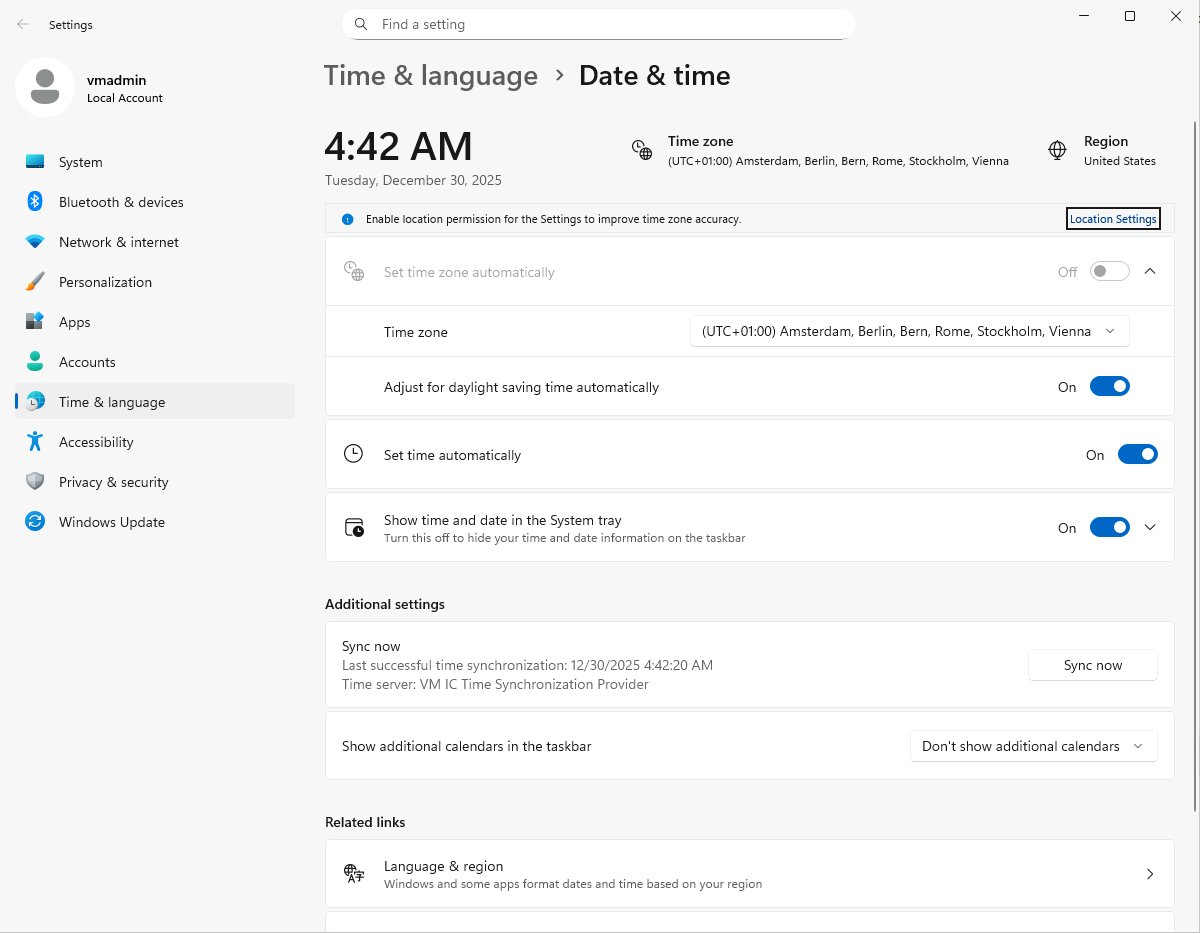 Settings
Find a setting
vmadmin
Local Account
System
Bluetooth & devices
Network & internet
Personalization
Apps
Accounts
Time & language
Accessibility
Privacy & security
Windows Update
Time & language > Date & time
4:42 AM
Tuesday, December 30, 2025
Time zone
(UTC+01:00) Amsterdam, Berlin, Bern, Rome, Stockholm, Vienna
Region
United States
Enable location permission for the Settings to improve time zone accuracy.
Location Settings
Set time zone automatically
Off
Time zone
(UTC+01:00) Amsterdam, Berlin, Bern, Rome, Stockholm, Vienna
Adjust for daylight saving time automatically
On
Set time automatically
On
Show time and date in the System tray
Turn this off to hide your time and date information on the taskbar
On
Additional settings
Sync now
Last successful time synchronization: 12/30/2025 4:42:20 AM
Time server: VM IC Time Synchronization Provider
Sync now
Show additional calendars in the taskbar
Don't show additional calendars
Related links
Language & region
Windows and some apps format dates and time based on your region